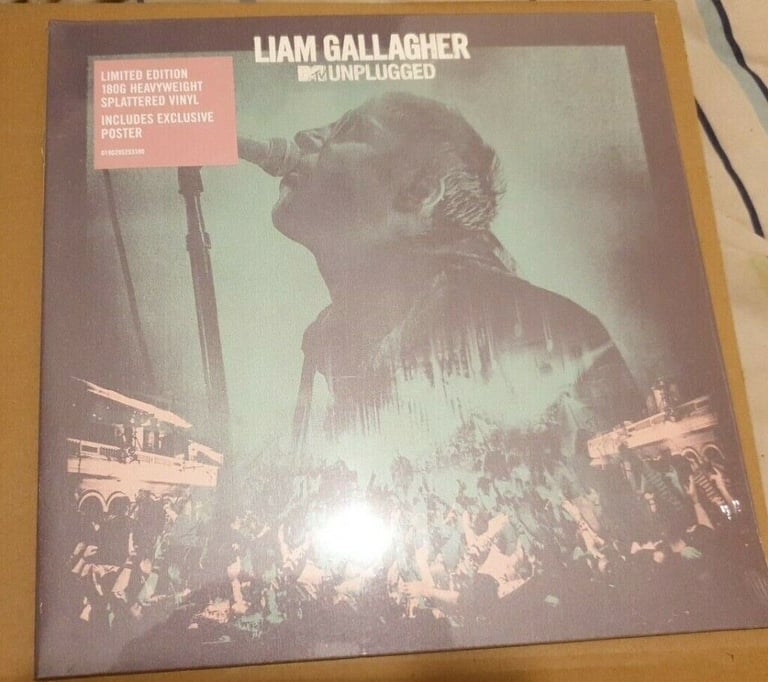 LIAM GALLAGHER
MTV UNPLUGGED
LIMITED EDITION
180G HEAVYWEIGHT
SPLATTERED VINYL
INCLUDES EXCLUSIVE
POSTER